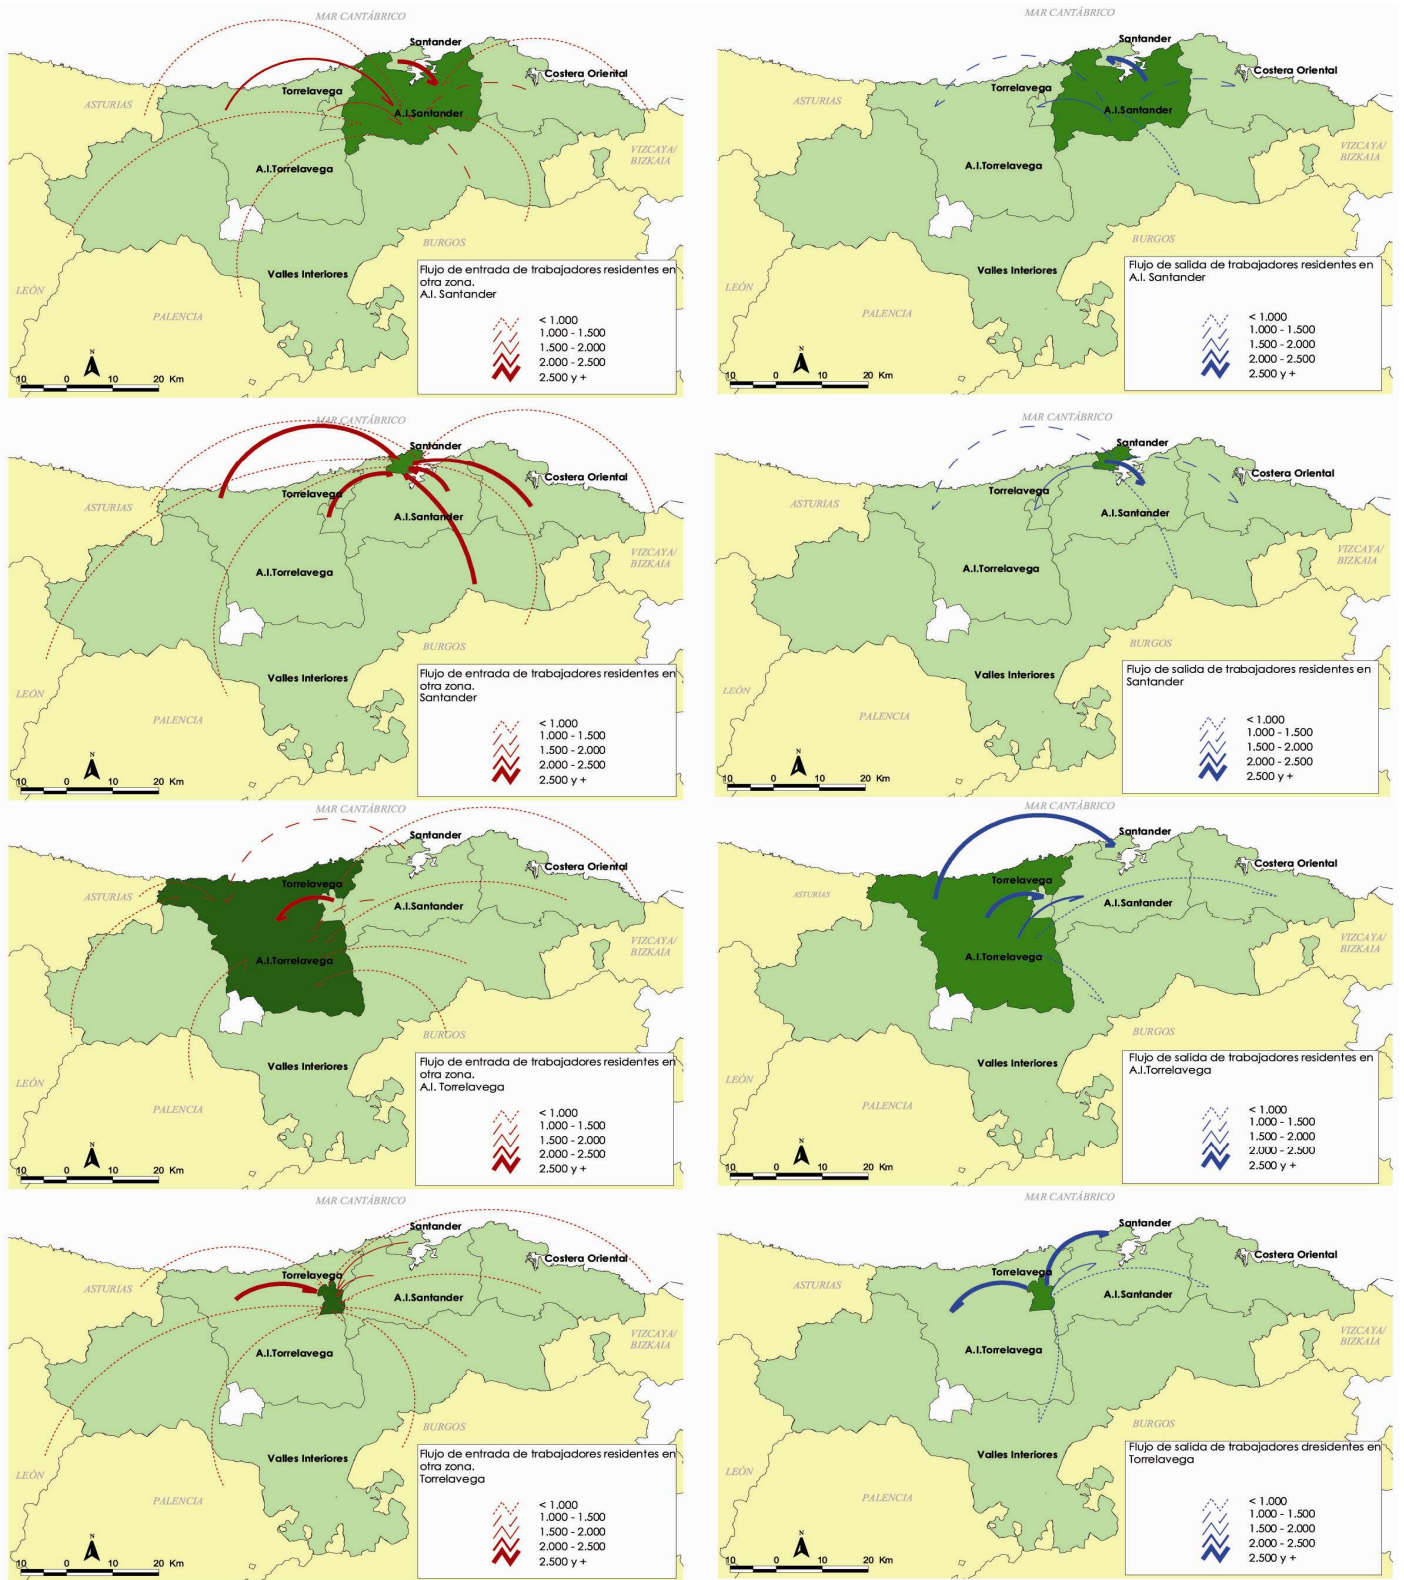 MAR CANTÁBRICO
Santander
Costera Oriental
Torrelavega
ASTURIAS
A.I.Santander
VIZCAYA/
BIZKAIA
A.I.Torrelavega
BURGOS
Valles Interiores
LEÓN
PALENCIA
Flujo de entrada de trabajadores residentes en
otra zona.
A.I. Santander
< 1.000
1.000 - 1.500
1.500 - 2.000
2.000 - 2.500
2.500 y +
N
10 0 10 20 Km
MAR CANTÁBRICO
Santander
Costera Oriental
Torrelavega
ASTURIAS
A.I.Santander
VIZCAYA/
BIZKAIA
A.I.Torrelavega
BURGOS
Valles Interiores
LEÓN
PALENCIA
Flujo de salida de trabajadores residentes en
A.I. Santander
< 1.000
1.000 - 1.500
1.500 - 2.000
2.000 - 2.500
2.500 y +
N
10 0 10 20 Km
MAR CANTÁBRICO
Santander
Costera Oriental
Torrelavega
ASTURIAS
A.I.Santander
VIZCAYA/
BIZKAIA
A.I.Torrelavega
BURGOS
Valles Interiores
LEÓN
PALENCIA
Flujo de entrada de trabajadores residentes en
otra zona.
Santander
< 1.000
1.000 - 1.500
1.500 - 2.000
2.000 - 2.500
2.500 y +
N
10 0 10 20 Km
MAR CANTÁBRICO
Santander
Costera Oriental
Torrelavega
ASTURIAS
A.I.Santander
VIZCAYA/
BIZKAIA
A.I.Torrelavega
BURGOS
Valles Interiores
LEÓN
PALENCIA
Flujo de salida de trabajadores residentes en
Santander
< 1.000
1.000 - 1.500
1.500 - 2.000
2.000 - 2.500
2.500 y +
N
10 0 10 20 Km
MAR CANTÁBRICO
Santander
Costera Oriental
Torrelavega
ASTURIAS
A.I.Santander
VIZCAYA/
BIZKAIA
A.I.Torrelavega
BURGOS
Valles Interiores
LEÓN
PALENCIA
Flujo de entrada de trabajadores residentes en
otra zona.
A.I. Torrelavega
< 1.000
1.000 - 1.500
1.500 - 2.000
2.000 - 2.500
2.500 y +
N
10 0 10 20 Km
MAR CANTÁBRICO
Santander
Costera Oriental
Torrelavega
ASTURIAS
A.I.Santander
VIZCAYA/
BIZKAIA
A.I.Torrelavega
BURGOS
Valles Interiores
LEÓN
PALENCIA
Flujo de salida de trabajadores residentes en
A.I.Torrelavega
< 1.000
1.000 - 1.500
1.500 - 2.000
2.000 - 2.500
2.500 y +
N
10 0 10 20 Km
MAR CANTÁBRICO
Santander
Costera Oriental
Torrelavega
ASTURIAS
A.I.Santander
VIZCAYA/
BIZKAIA
A.I.Torrelavega
BURGOS
Valles Interiores
LEÓN
PALENCIA
Flujo de entrada de trabajadores residentes en
otra zona.
Torrelavega
< 1.000
1.000 - 1.500
1.500 - 2.000
2.000 - 2.500
2.500 y +
N
10 0 10 20 Km
MAR CANTÁBRICO
Santander
Costera Oriental
Torrelavega
ASTURIAS
A.I.Santander
VIZCAYA/
BIZKAIA
A.I.Torrelavega
BURGOS
Valles Interiores
LEÓN
PALENCIA
Flujo de salida de trabajadores dresidentes en
Torrelavega
< 1.000
1.000 - 1.500
1.500 - 2.000
2.000 - 2.500
2.500 y +
N
10 0 10 20 Km